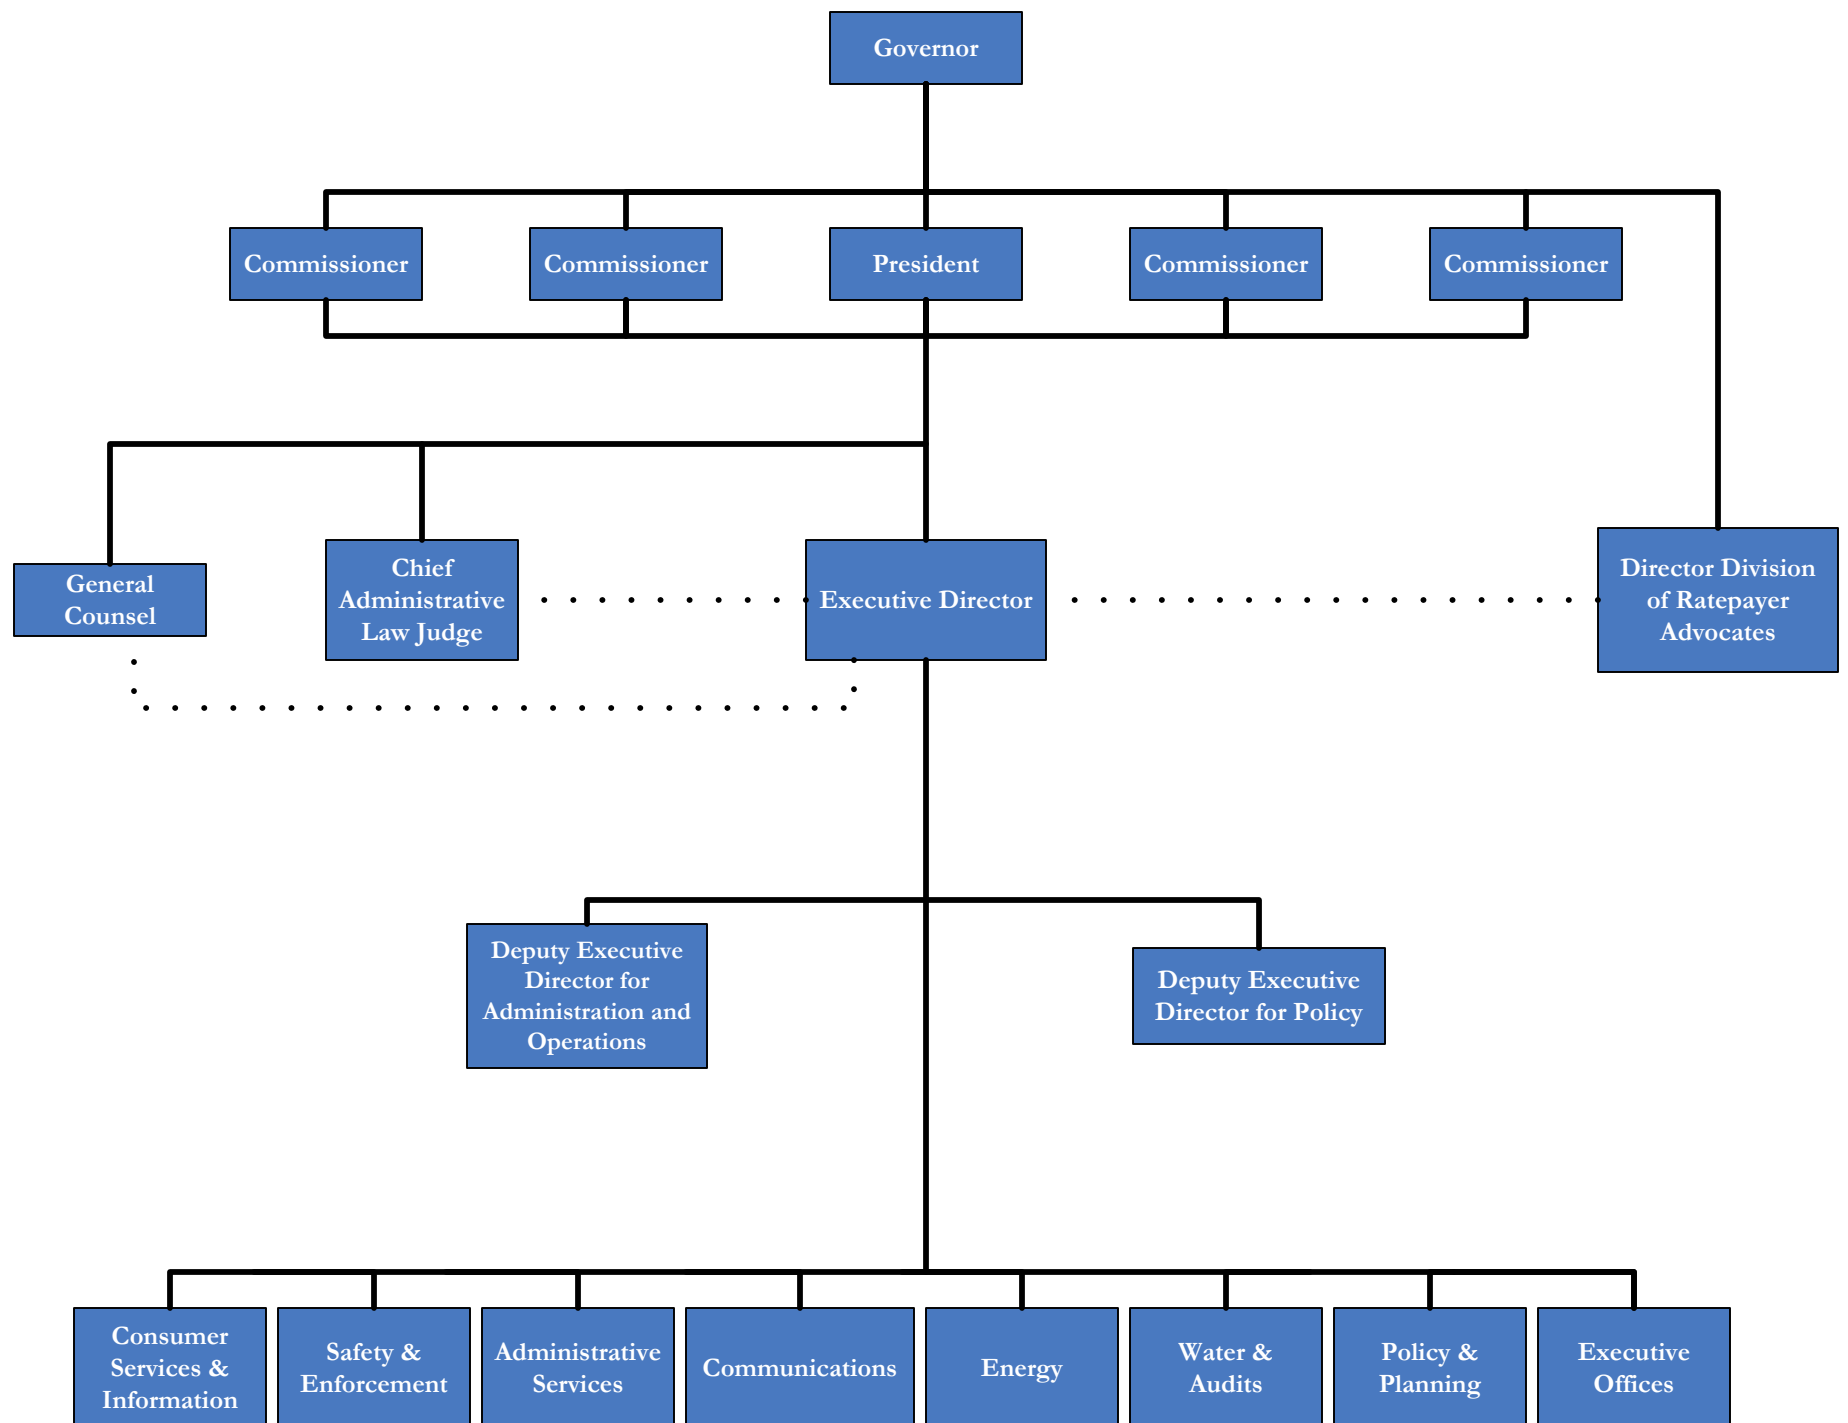 Governor
Commissioner
Commissioner
President
Commissioner
Commissioner
General
Counsel
Chief
Administrative
Law Judge
Executive Director
Director Division
of Ratepayer
Advocates
Deputy Executive
Director for
Administration and
Operations
Deputy Executive
Director for Policy
Consumer
Services &
Information
Safety &
Enforcement
Administrative
Services
Communications
Energy
Water &
Audits
Policy &
Planning
Executive
Offices